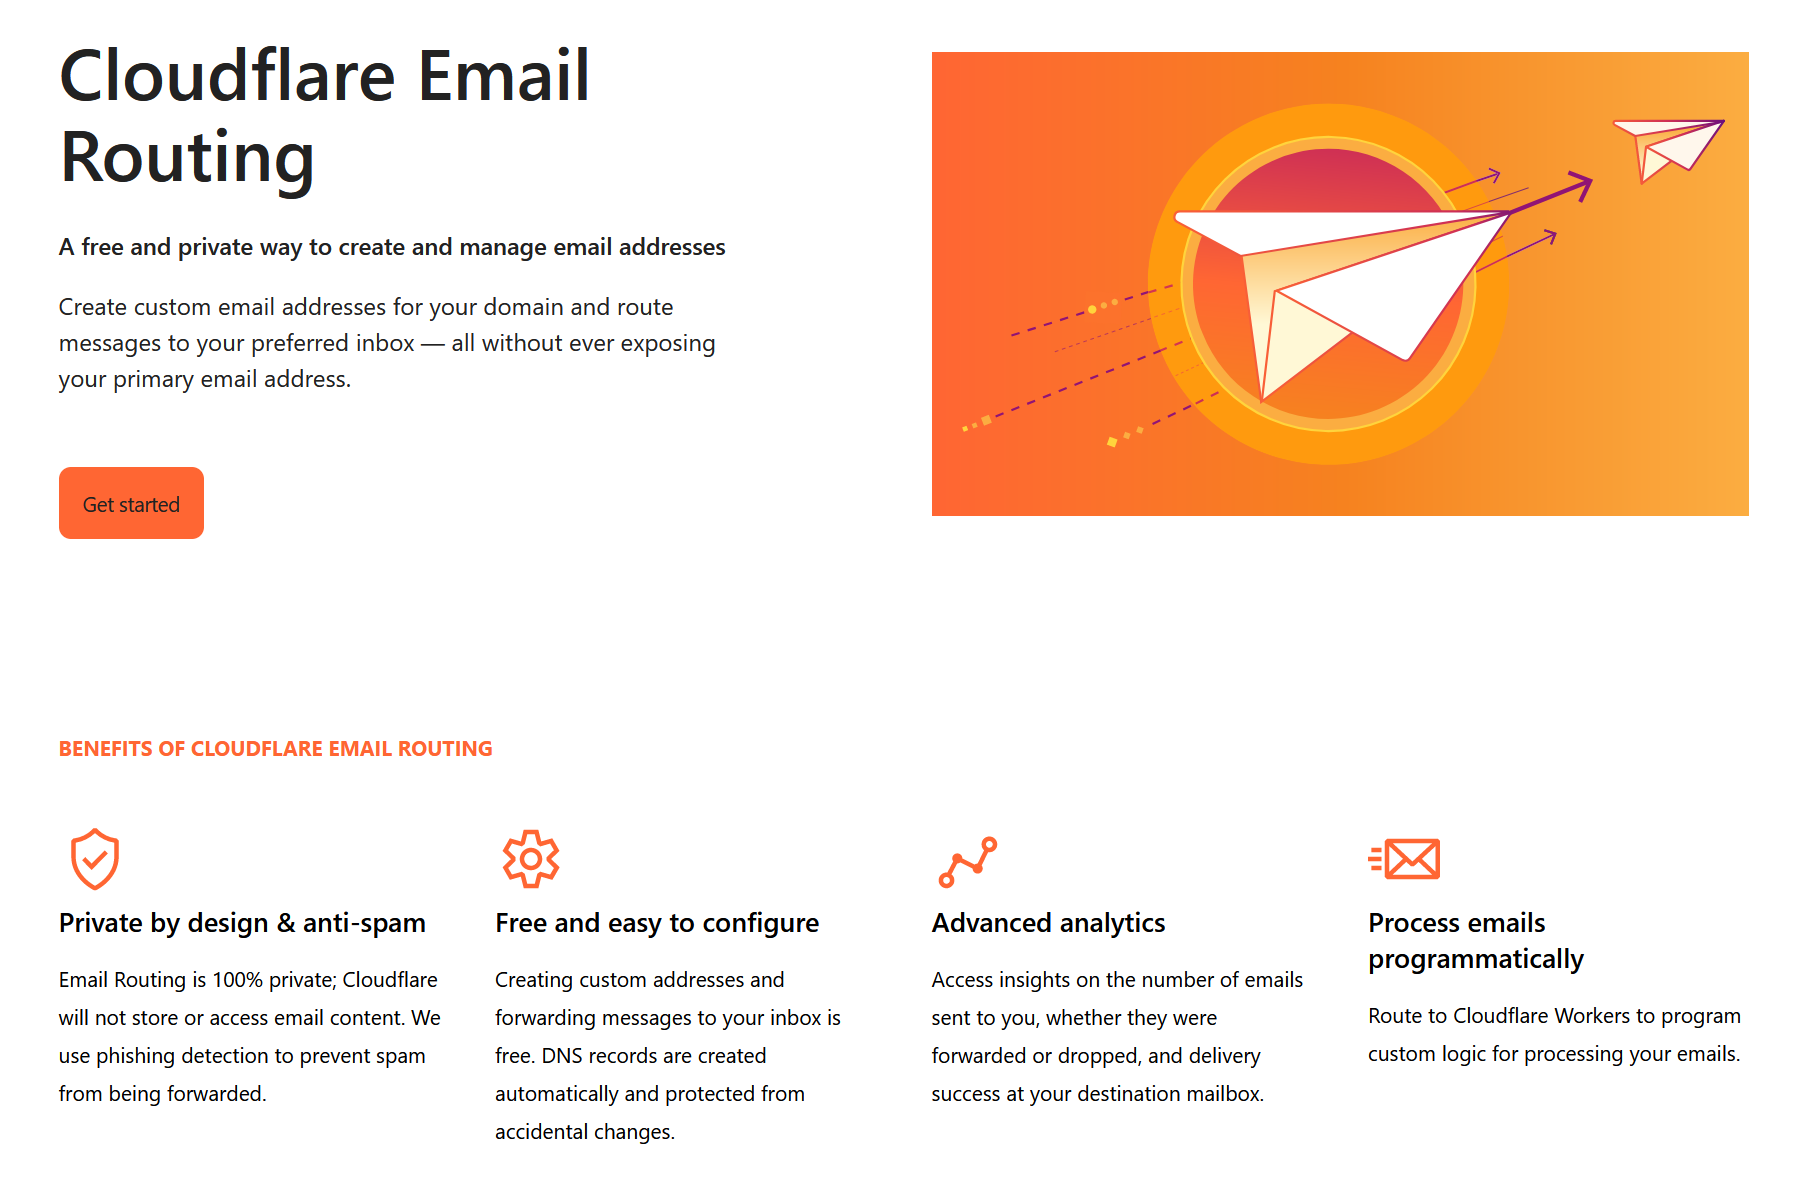 Cloudflare Email
Routing
A free and private way to create and manage email addresses
Create custom email addresses for your domain and route
messages to your preferred inbox — all without ever exposing
your primary email address.
Get started
BENEFITS OF CLOUDFLARE EMAIL ROUTING
Private by design & anti-spam
Email Routing is 100% private; Cloudflare
will not store or access email content. We
use phishing detection to prevent spam
from being forwarded.
Free and easy to configure
Creating custom addresses and
forwarding messages to your inbox is
free. DNS records are created
automatically and protected from
accidental changes.
Advanced analytics
Access insights on the number of emails
sent to you, whether they were
forwarded or dropped, and delivery
success at your destination mailbox.
Process emails
programmatically
Route to Cloudflare Workers to program
custom logic for processing your emails.